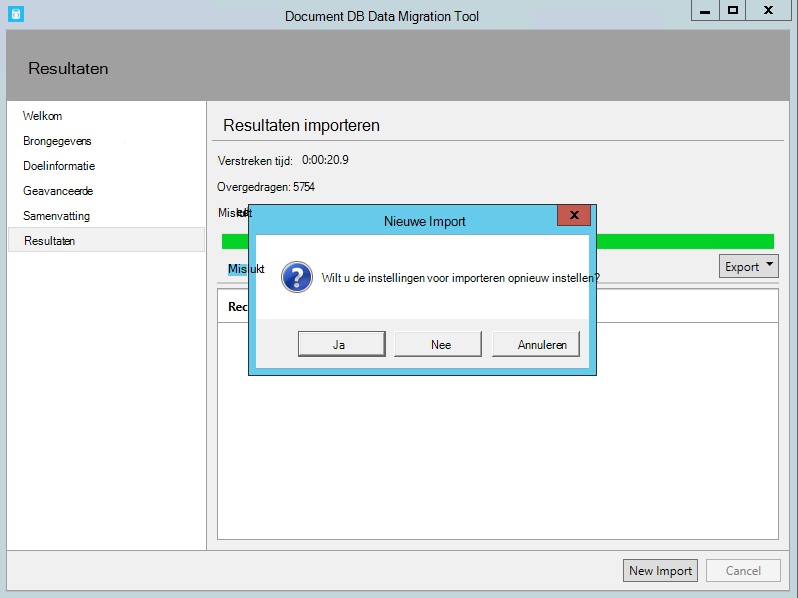 Document DB Data Migration Tool
Resultaten
Welkom
Brongegevens
Doelinformatie
Geavanceerde
Samenvatting
Resultaten
Resultaten importeren
Verstreken tijd: 0:00:20.9
Overgedragen: 5754
Nieuwe Import
Mislukt
Export
Wilt u de instellingen voor importeren opnieuw instellen?
Rec
Ja
Nee
Annuleren
New Import
Cancel